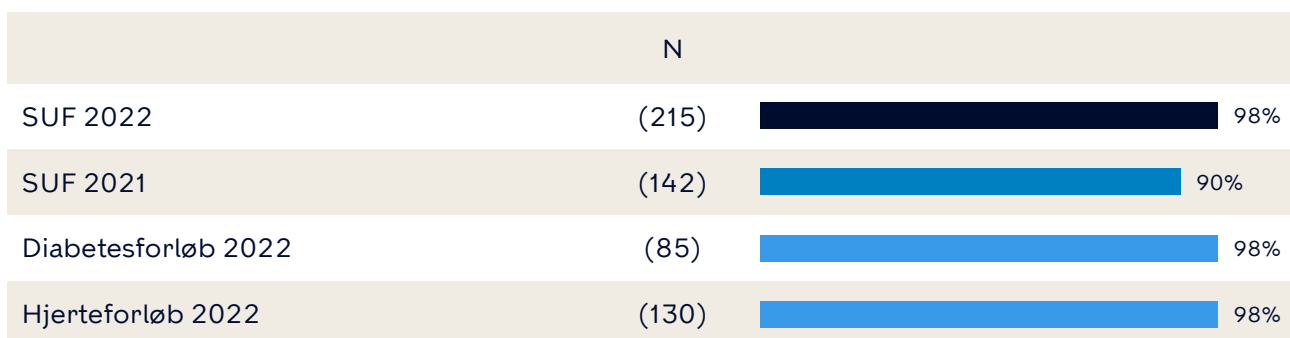 N
SUF 2022 (215) 98%
SUF 2021 (142) 90%
Diabetesforløb 2022 (85) 98%
Hjerteforløb 2022 (130) 98%